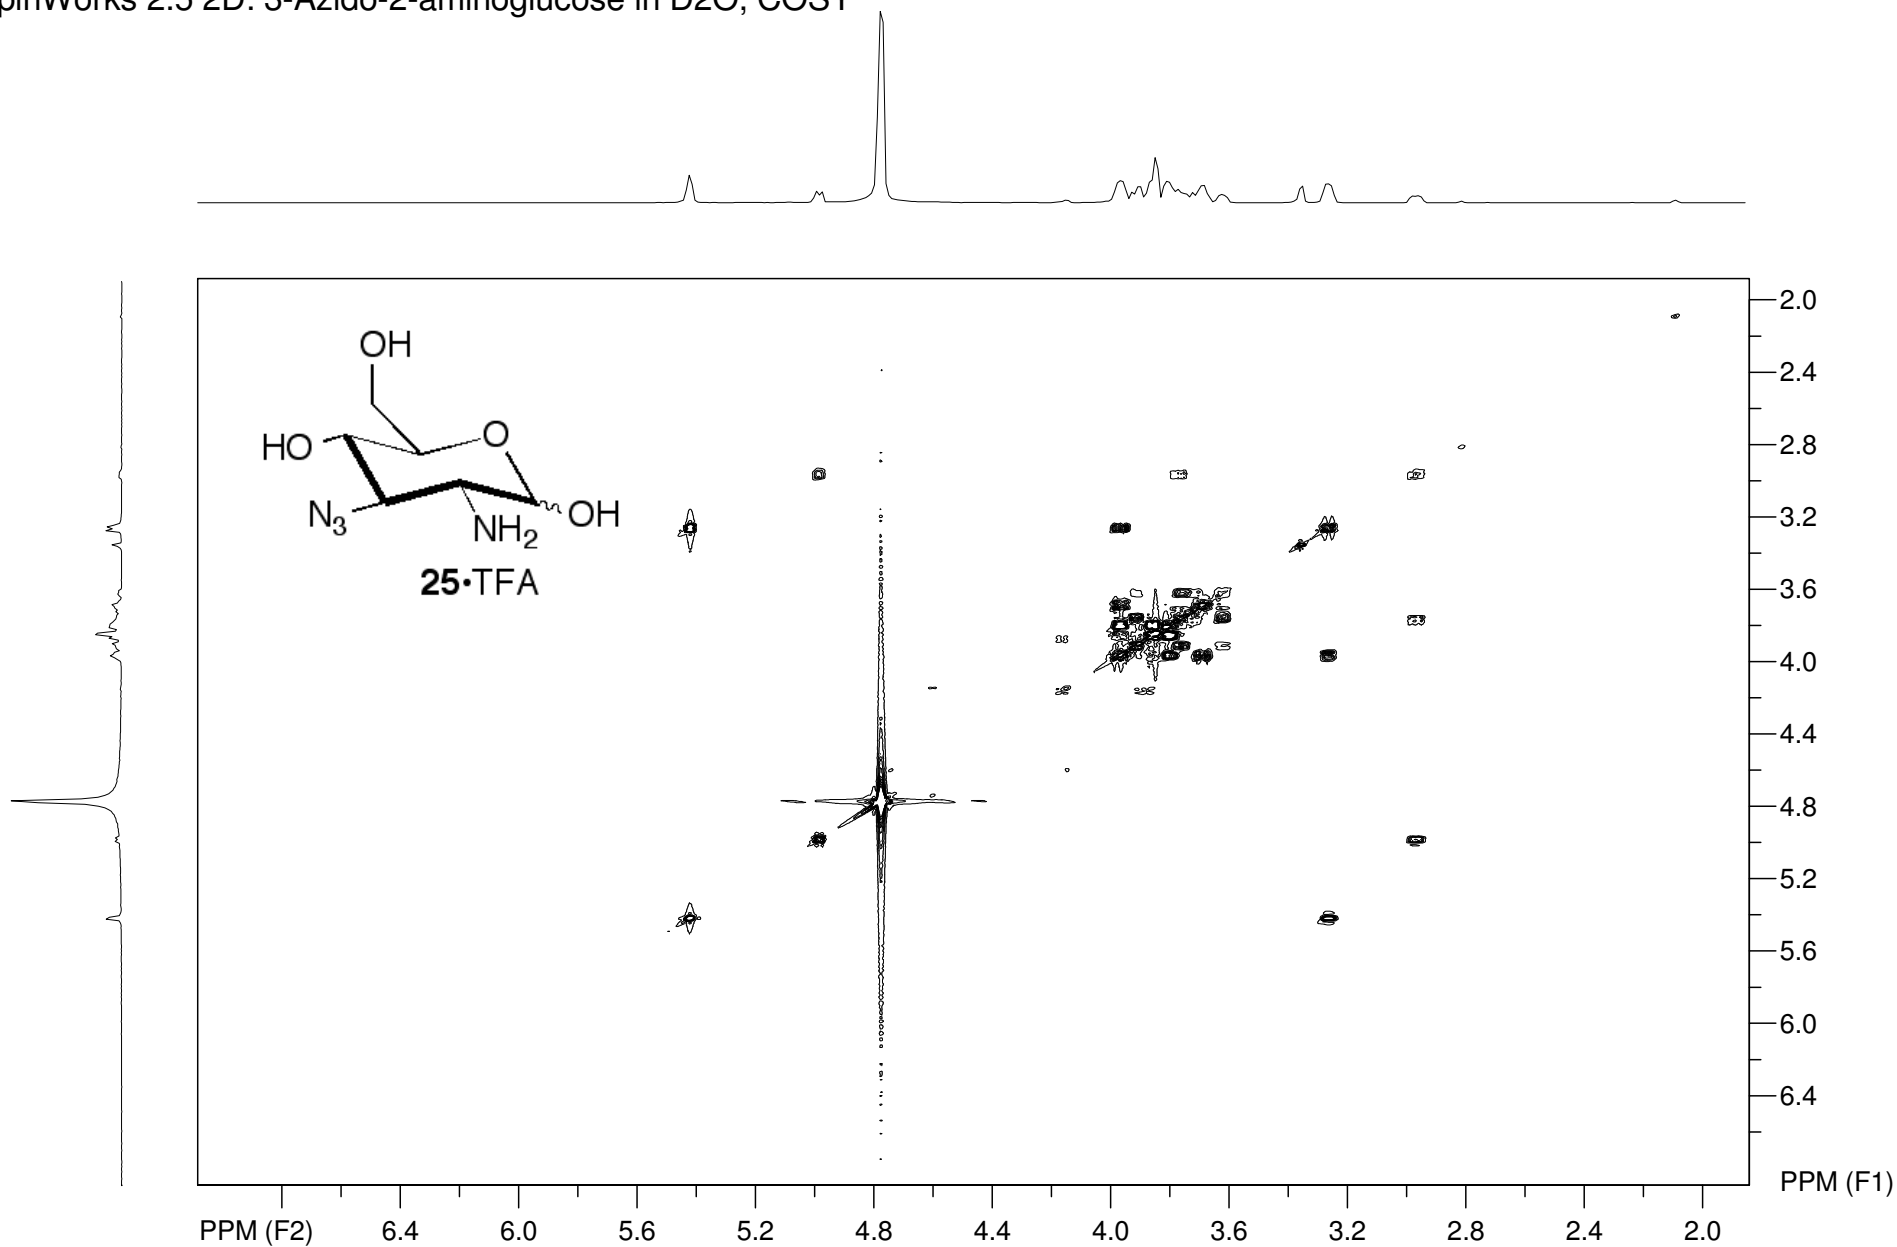 pinWorks 2.5 2D: 3-Azido-2-aminoglucose in D2O, COSY
OH
HO
O
N3
NH2
OH
25•TFA
2.0
2.4
2.8
3.2
3.6
4.0
4.4
4.8
5.2
5.6
6.0
6.4
PPM (F1)
PPM (F2) 6.4 6.0 5.6 5.2 4.8 4.4 4.0 3.6 3.2 2.8 2.4 2.0